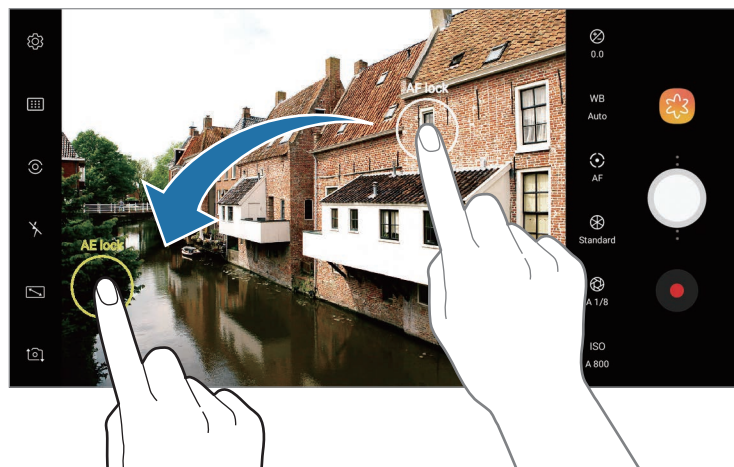 AF lock
AE lock
0.0
WB
Auto
AF
Standard
A 1/8
ISO
A 800